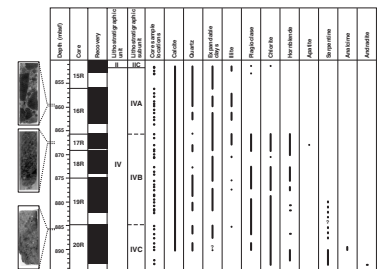 Depth (mbsf)
Core
Recovery
Lithostratigraphic unit
Lithostratigraphic subunit
Core sample locations
Calcite
Quartz
Expandable clays
Illite
Plagioclase
Chlorite
Hornblende
Apatite
Serpentine
Analcime
Andradite
II
IIC
15R
855
IVA
16R
860
865
17R
870
18R
IV
IVB
875
19R
880
885
20R
IVC
890